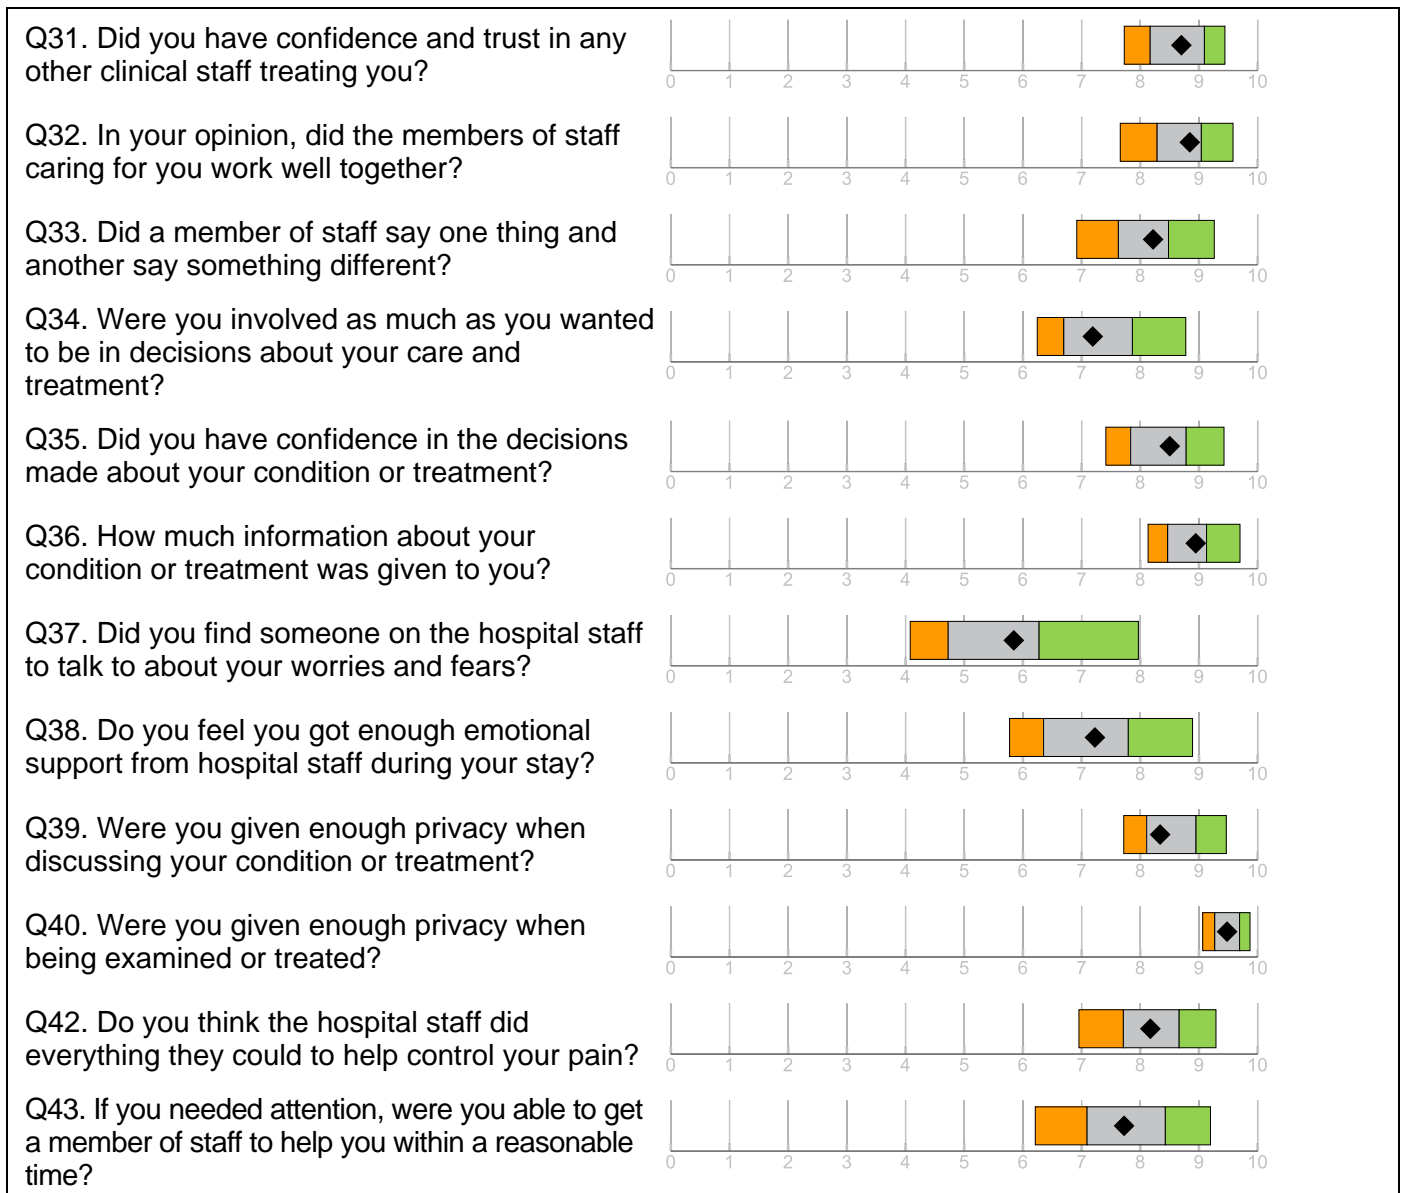 Q31. Did you have confidence and trust in any
other clinical staff treating you?
0 1 2 3 4 5 6 7 8 9 10
Q32. In your opinion, did the members of staff
caring for you work well together?
0 1 2 3 4 5 6 7 8 9 10
Q33. Did a member of staff say one thing and
another say something different?
0 1 2 3 4 5 6 7 8 9 10
Q34. Were you involved as much as you wanted
to be in decisions about your care and
treatment?
0 1 2 3 4 5 6 7 8 9 10
Q35. Did you have confidence in the decisions
made about your condition or treatment?
0 1 2 3 4 5 6 7 8 9 10
Q36. How much information about your
condition or treatment was given to you?
0 1 2 3 4 5 6 7 8 9 10
Q37. Did you find someone on the hospital staff
to talk to about your worries and fears?
0 1 2 3 4 5 6 7 8 9 10
Q38. Do you feel you got enough emotional
support from hospital staff during your stay?
0 1 2 3 4 5 6 7 8 9 10
Q39. Were you given enough privacy when
discussing your condition or treatment?
0 1 2 3 4 5 6 7 8 9 10
Q40. Were you given enough privacy when
being examined or treated?
0 1 2 3 4 5 6 7 8 9 10
Q42. Do you think the hospital staff did
everything they could to help control your pain?
0 1 2 3 4 5 6 7 8 9 10
Q43. If you needed attention, were you able to get
a member of staff to help you within a reasonable
time?
0 1 2 3 4 5 6 7 8 9 10